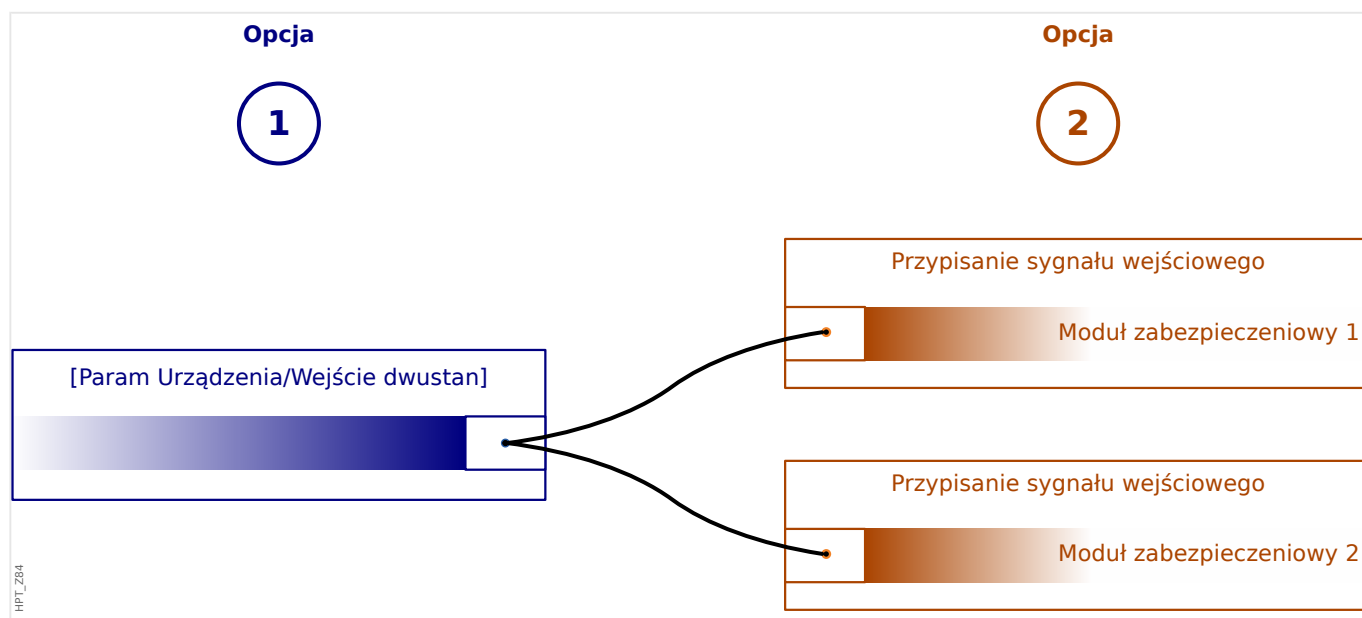 Opcja
1
Opcja
2
[Param Urządzenia/Wejście dwustan]
Przypisanie sygnału wejściowego
Moduł zabezpieczeniowy 1
Przypisanie sygnału wejściowego
Moduł zabezpieczeniowy 2
HPT_Z84